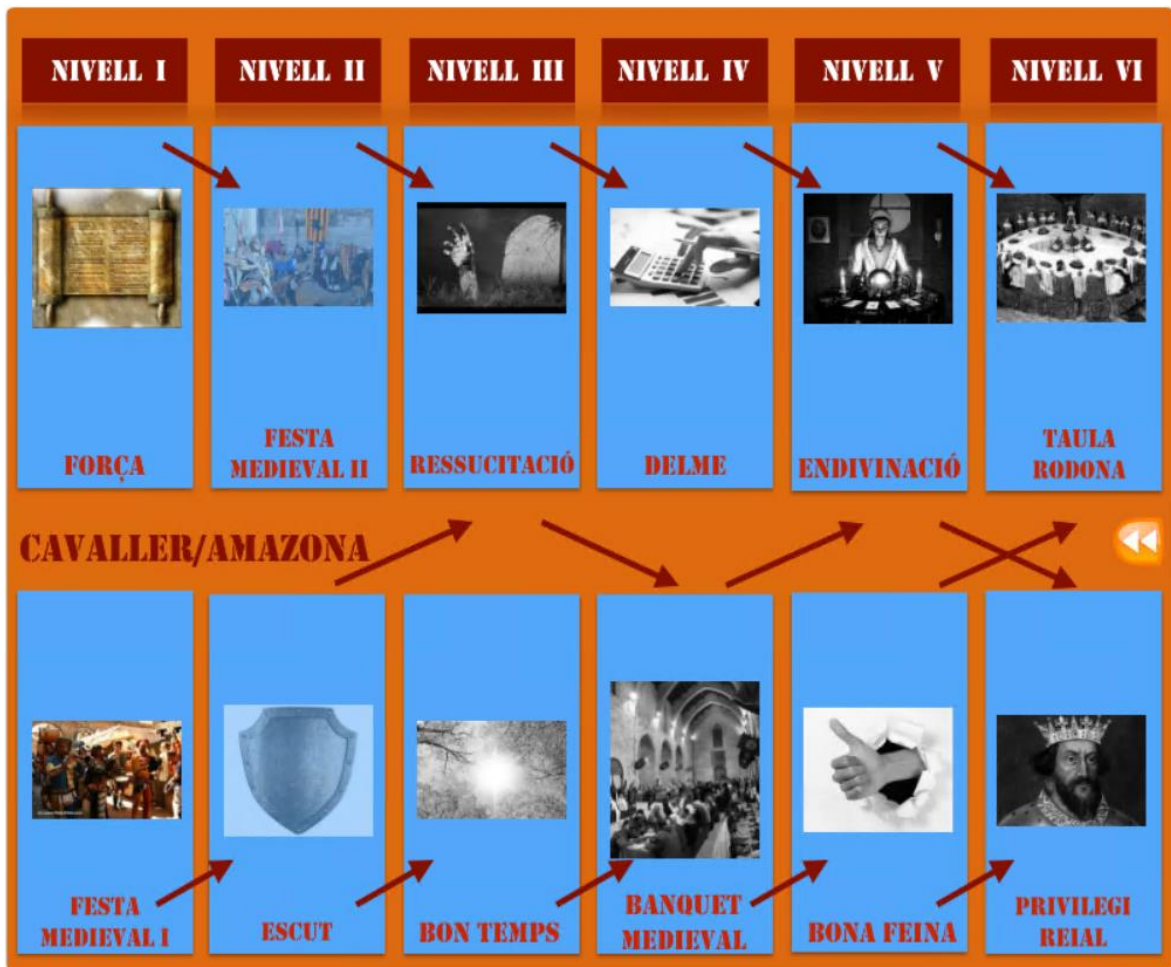 NIVELL I
NIVELL II
NIVELL III
NIVELL IV
NIVELL V
NIVELL VI
FORÇA
FESTA
MEDIEVAL II
RESSUCITACIÓ
DELME
ENDIVINACIÓ
TAULA
RODONA
CAVALLER/AMAZONA
FESTA
MEDIEVAL I
ESCUT
BON TEMPS
BANQUET
MEDIEVAL
BONA FEINA
PRIVILEGI
REIAL